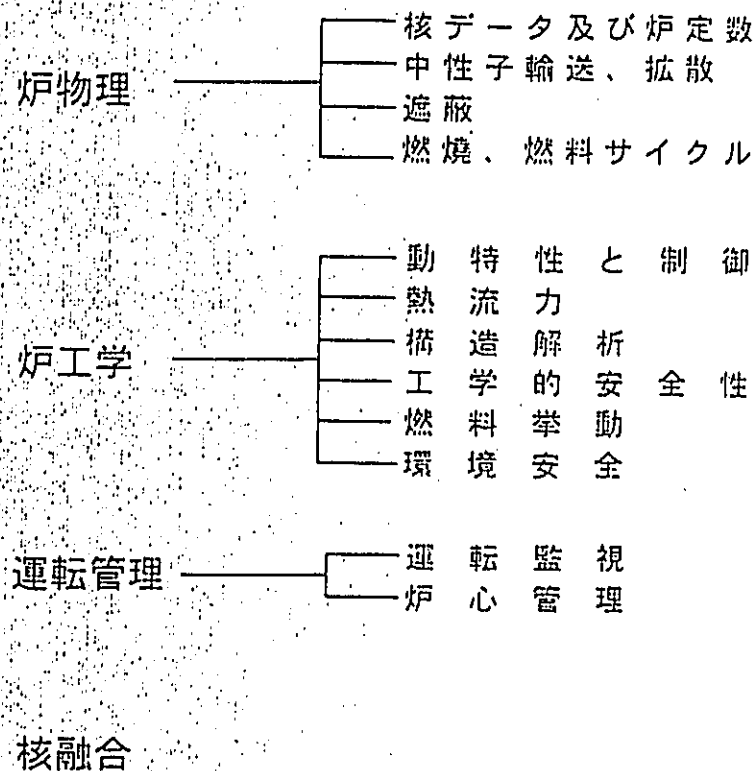 炉物理
核データ及び炉定数
中性子輸送、拡散
遮蔽
燃焼、燃料サイクル
炉工学
動特性と制御
熱流力
構造解析
工学的安全性
燃料挙動
環境安全
運転管理
運転監視
炉心管理
核融合